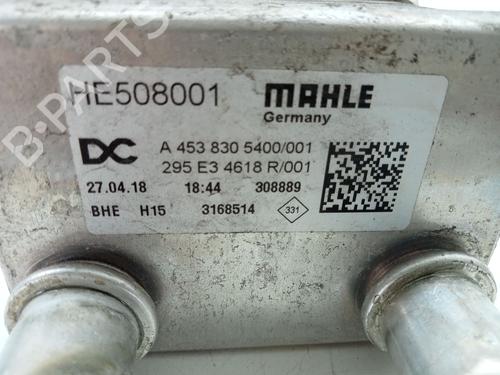 HE508001 MAHLE
Germany
DC A 453 830 5400/001
295 E3 4618 R/001
27.04.18 18:44 308889
BHE H15 3168514 331
B-PARTS